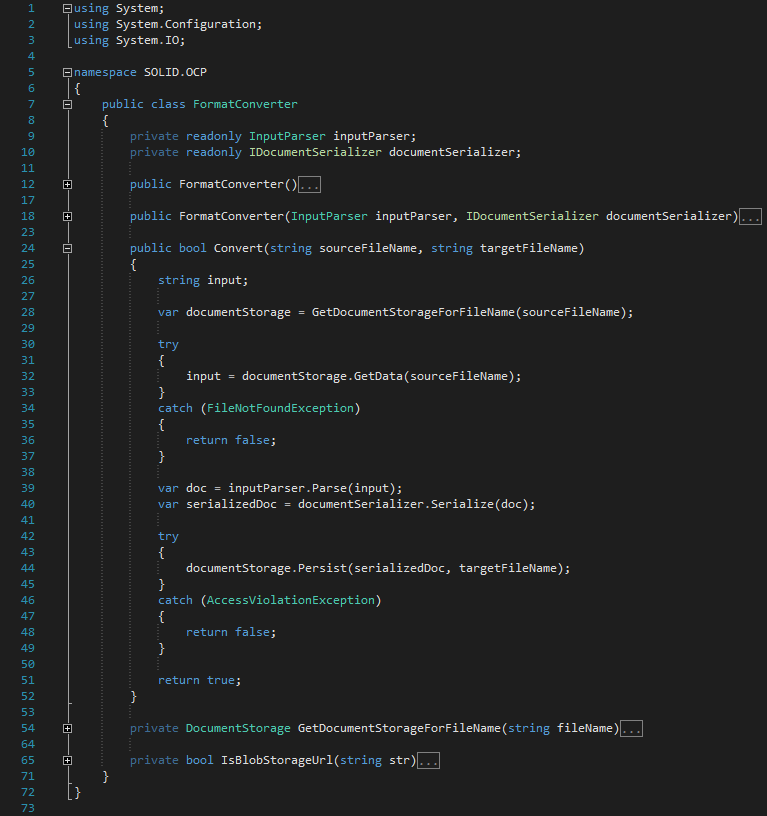 1 using System;
2 using System.Configuration;
3 using System.IO;
4
5 namespace SOLID.OCP
6 {
7 public class FormatConverter
8 {
9 private readonly InputParser inputParser;
10 private readonly IDocumentSerializer documentSerializer;
11
12 public FormatConverter()...
17
18 public FormatConverter(InputParser inputParser, IDocumentSerializer documentSerializer)...
23
24 public bool Convert(string sourceFileName, string targetFileName)
25 {
26 string input;
27
28 var documentStorage = GetDocumentStorageForFileName(sourceFileName);
29
30 try
31 {
32 input = documentStorage.GetData(sourceFileName);
33 }
34 catch (FileNotFoundException)
35 {
36 return false;
37 }
38
39 var doc = inputParser.Parse(input);
40 var serializedDoc = documentSerializer.Serialize(doc);
41
42 try
43 {
44 documentStorage.Persist(serializedDoc, targetFileName);
45 }
46 catch (AccessViolationException)
47 {
48 return false;
49 }
50
51 return true;
52 }
53
54 private DocumentStorage GetDocumentStorageForFileName(string fileName)...
64
65 private bool IsBlobStorageUrl(string str)...
71 }
72 }
73